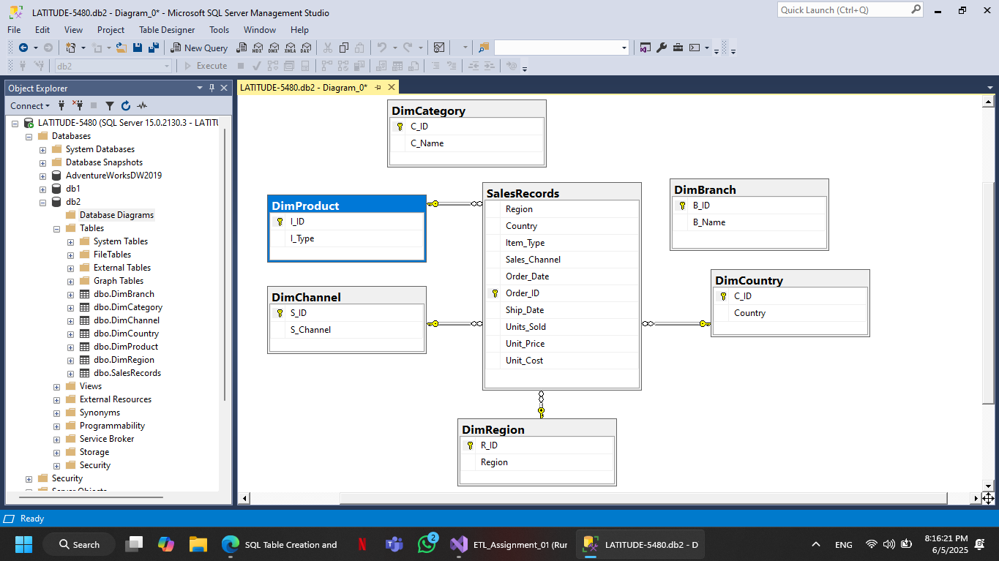 LATITUDE-5480.db2 - Diagram_0* - Microsoft SQL Server Management Studio
Quick Launch (Ctrl+Q)
File Edit View Project Table Designer Tools Window Help
New Query MDX DMX XMLA DAX
db2 Execute
Object Explorer
LATITUDE-5480.db2 - Diagram_0*
Connect
LATITUDE-5480 (SQL Server 15.0.2130.3 - LATITU
Databases
System Databases
Database Snapshots
AdventureWorksDW2019
db1
db2
Database Diagrams
Tables
System Tables
FileTables
External Tables
Graph Tables
dbo.DimBranch
dbo.DimCategory
dbo.DimChannel
dbo.DimCountry
dbo.DimProduct
dbo.DimRegion
dbo.SalesRecords
Views
External Resources
Synonyms
Programmability
Service Broker
Storage
Security
Security
Server Objects
DimCategory
C_ID
C_Name
DimProduct
I_ID
I_Type
DimChannel
S_ID
S_Channel
SalesRecords
Region
Country
Item_Type
Sales_Channel
Order_Date
Order_ID
Ship_Date
Units_Sold
Unit_Price
Unit_Cost
DimBranch
B_ID
B_Name
DimCountry
C_ID
Country
DimRegion
R_ID
Region
Ready
Search
SQL Table Creation and
2
ETL_Assignment_01 (Rur
LATITUDE-5480.db2 - D
ENG
8:16:21 PM
6/5/2025